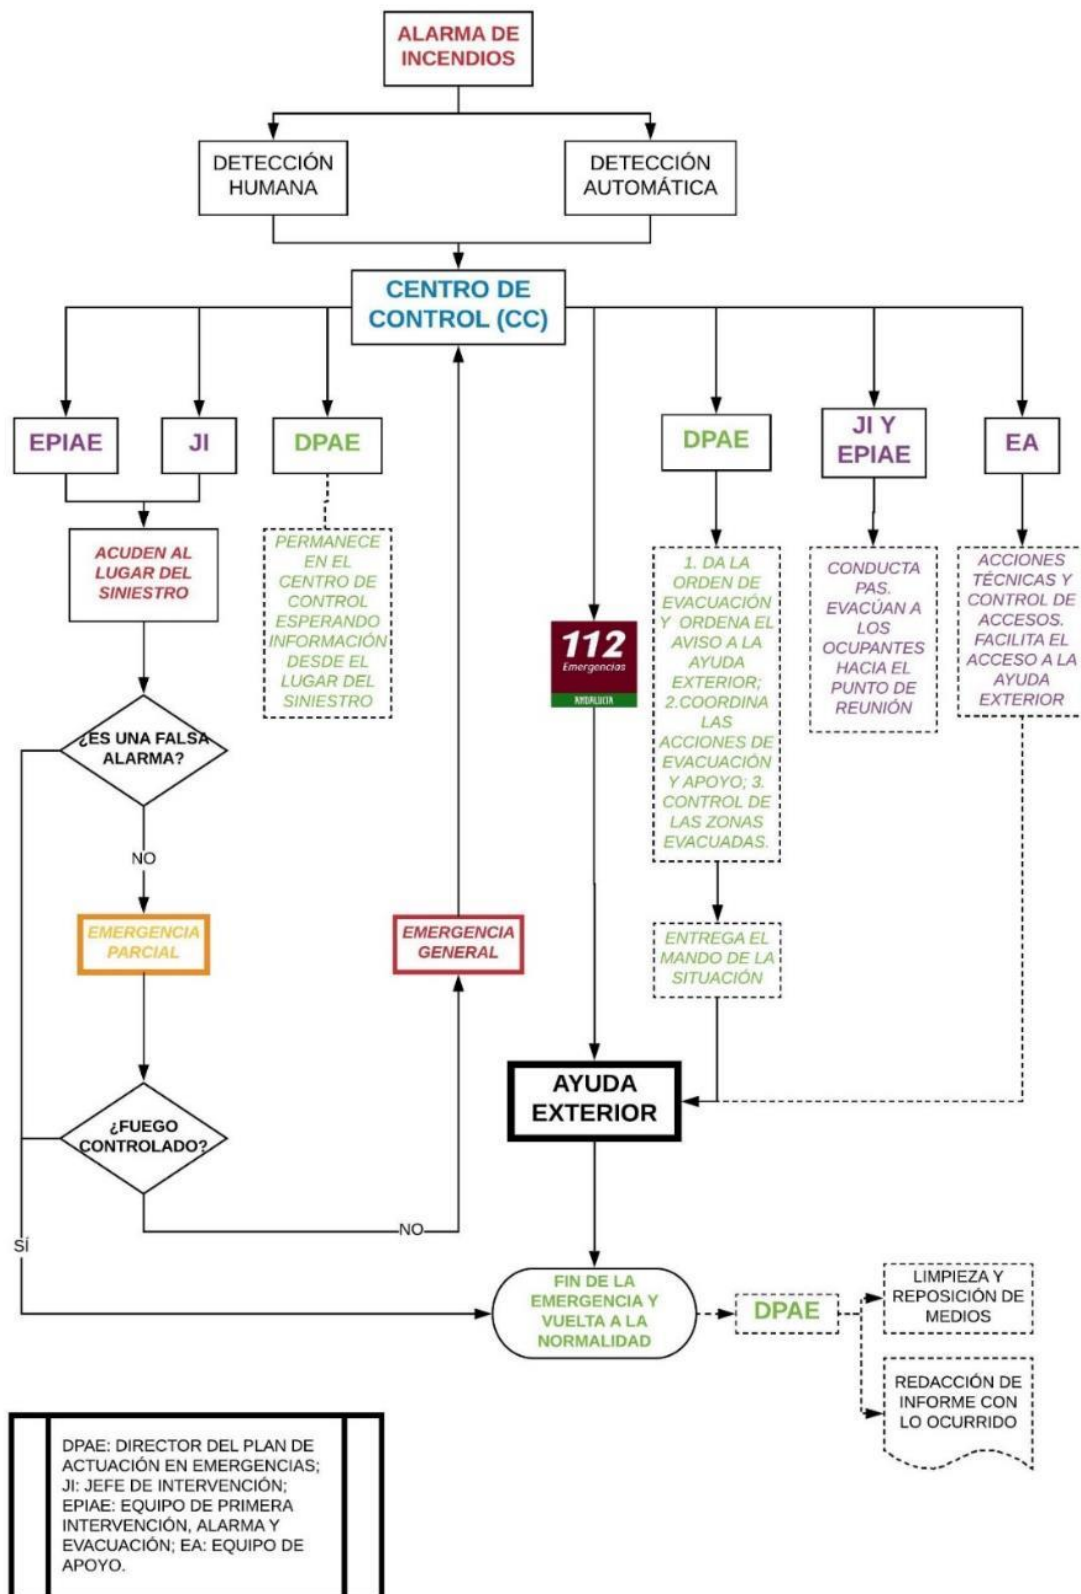 ALARMA DE
INCENDIOS
DETECCIÓN
HUMANA
DETECCIÓN
AUTOMÁTICA
CENTRO DE
CONTROL (CC)
EPIAE
JI
DPAE
DPAE
JI Y
EPIAE
EA
ACUDEN AL
LUGAR DEL
SINIESTRO
PERMANECE
EN EL
CENTRO DE
CONTROL
ESPERANDO
INFORMACIÓN
DESDE EL
LUGAR DEL
SINIESTRO
112
Emergencias
ANDALUCIA
1. DA LA
ORDEN DE
EVACUACIÓN
Y ORDENA EL
AVISO A LA
AYUDA
EXTERIOR;
2.COORDINA
LAS
ACCIONES DE
EVACUACIÓN
Y APOYO; 3.
CONTROL DE
LAS ZONAS
EVACUADAS.
CONDUCTA
PAS.
EVACÚAN A
LOS
OCUPANTES
HACIA EL
PUNTO DE
REUNIÓN
ACCIONES
TÉCNICAS Y
CONTROL DE
ACCESOS.
FACILITA EL
ACCESO A LA
AYUDA
EXTERIOR
¿ES UNA FALSA
ALARMA?
NO
EMERGENCIA
PARCIAL
EMERGENCIA
GENERAL
ENTREGA EL
MANDO DE LA
SITUACIÓN
AYUDA
EXTERIOR
¿FUEGO
CONTROLADO?
NO
SÍ
FIN DE LA
EMERGENCIA Y
VUELTA A LA
NORMALIDAD
DPAE
LIMPIEZA Y
REPOSICIÓN DE
MEDIOS
REDACCIÓN DE
INFORME CON
LO OCURRIDO
DPAE: DIRECTOR DEL PLAN DE
ACTUACIÓN EN EMERGENCIAS;
JI: JEFE DE INTERVENCIÓN;
EPIAE: EQUIPO DE PRIMERA
INTERVENCIÓN, ALARMA Y
EVACUACIÓN; EA: EQUIPO DE
APOYO.